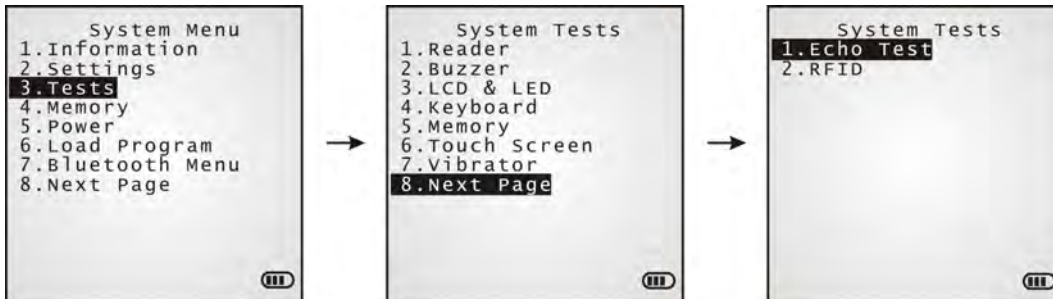 System Menu
1.Information
2.Settings
3.Tests
4.Memory
5.Power
6.Load Program
7.Bluetooth Menu
8.Next Page
System Tests
1.Reader
2.Buzzer
3.LCD & LED
4.Keyboard
5.Memory
6.Touch Screen
7.Vibrator
8.Next Page
System Tests
1.Echo Test
2.RFID